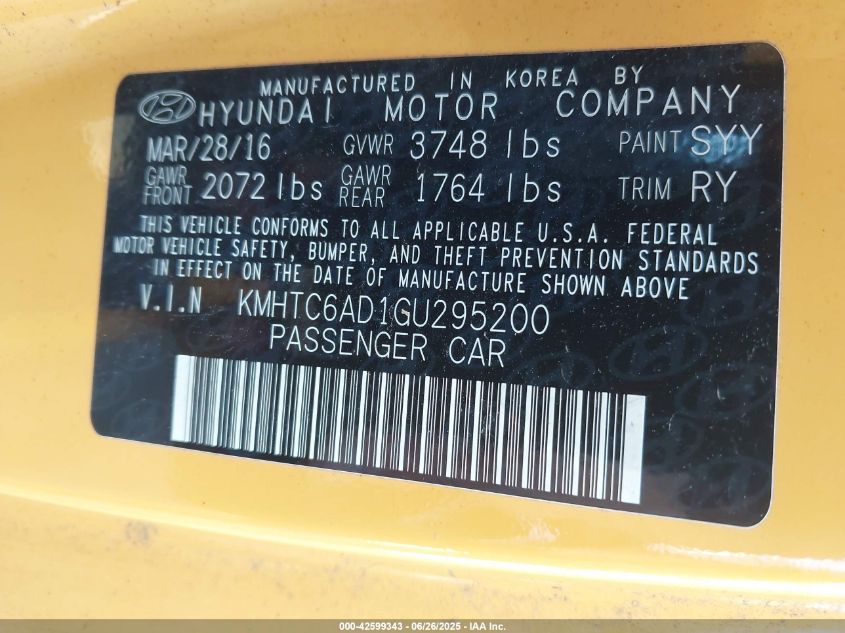 MANUFACTURED IN KOREA BY
HYUNDAI MOTOR COMPANY
MAR/28/16 GVWR 3748 lbs PAINT SYY
GAWR FRONT 2072 lbs GAWR REAR 1764 lbs TRIM RY
THIS VEHICLE CONFORMS TO ALL APPLICABLE U.S.A. FEDERAL
MOTOR VEHICLE SAFETY, BUMPER, AND THEFT PREVENTION STANDARDS
IN EFFECT ON THE DATE OF MANUFACTURE SHOWN ABOVE
V.I.N KMHTC6AD1GU295200
PASSENGER CAR
000-42599343 - 06/26/2025 - IAA Inc.